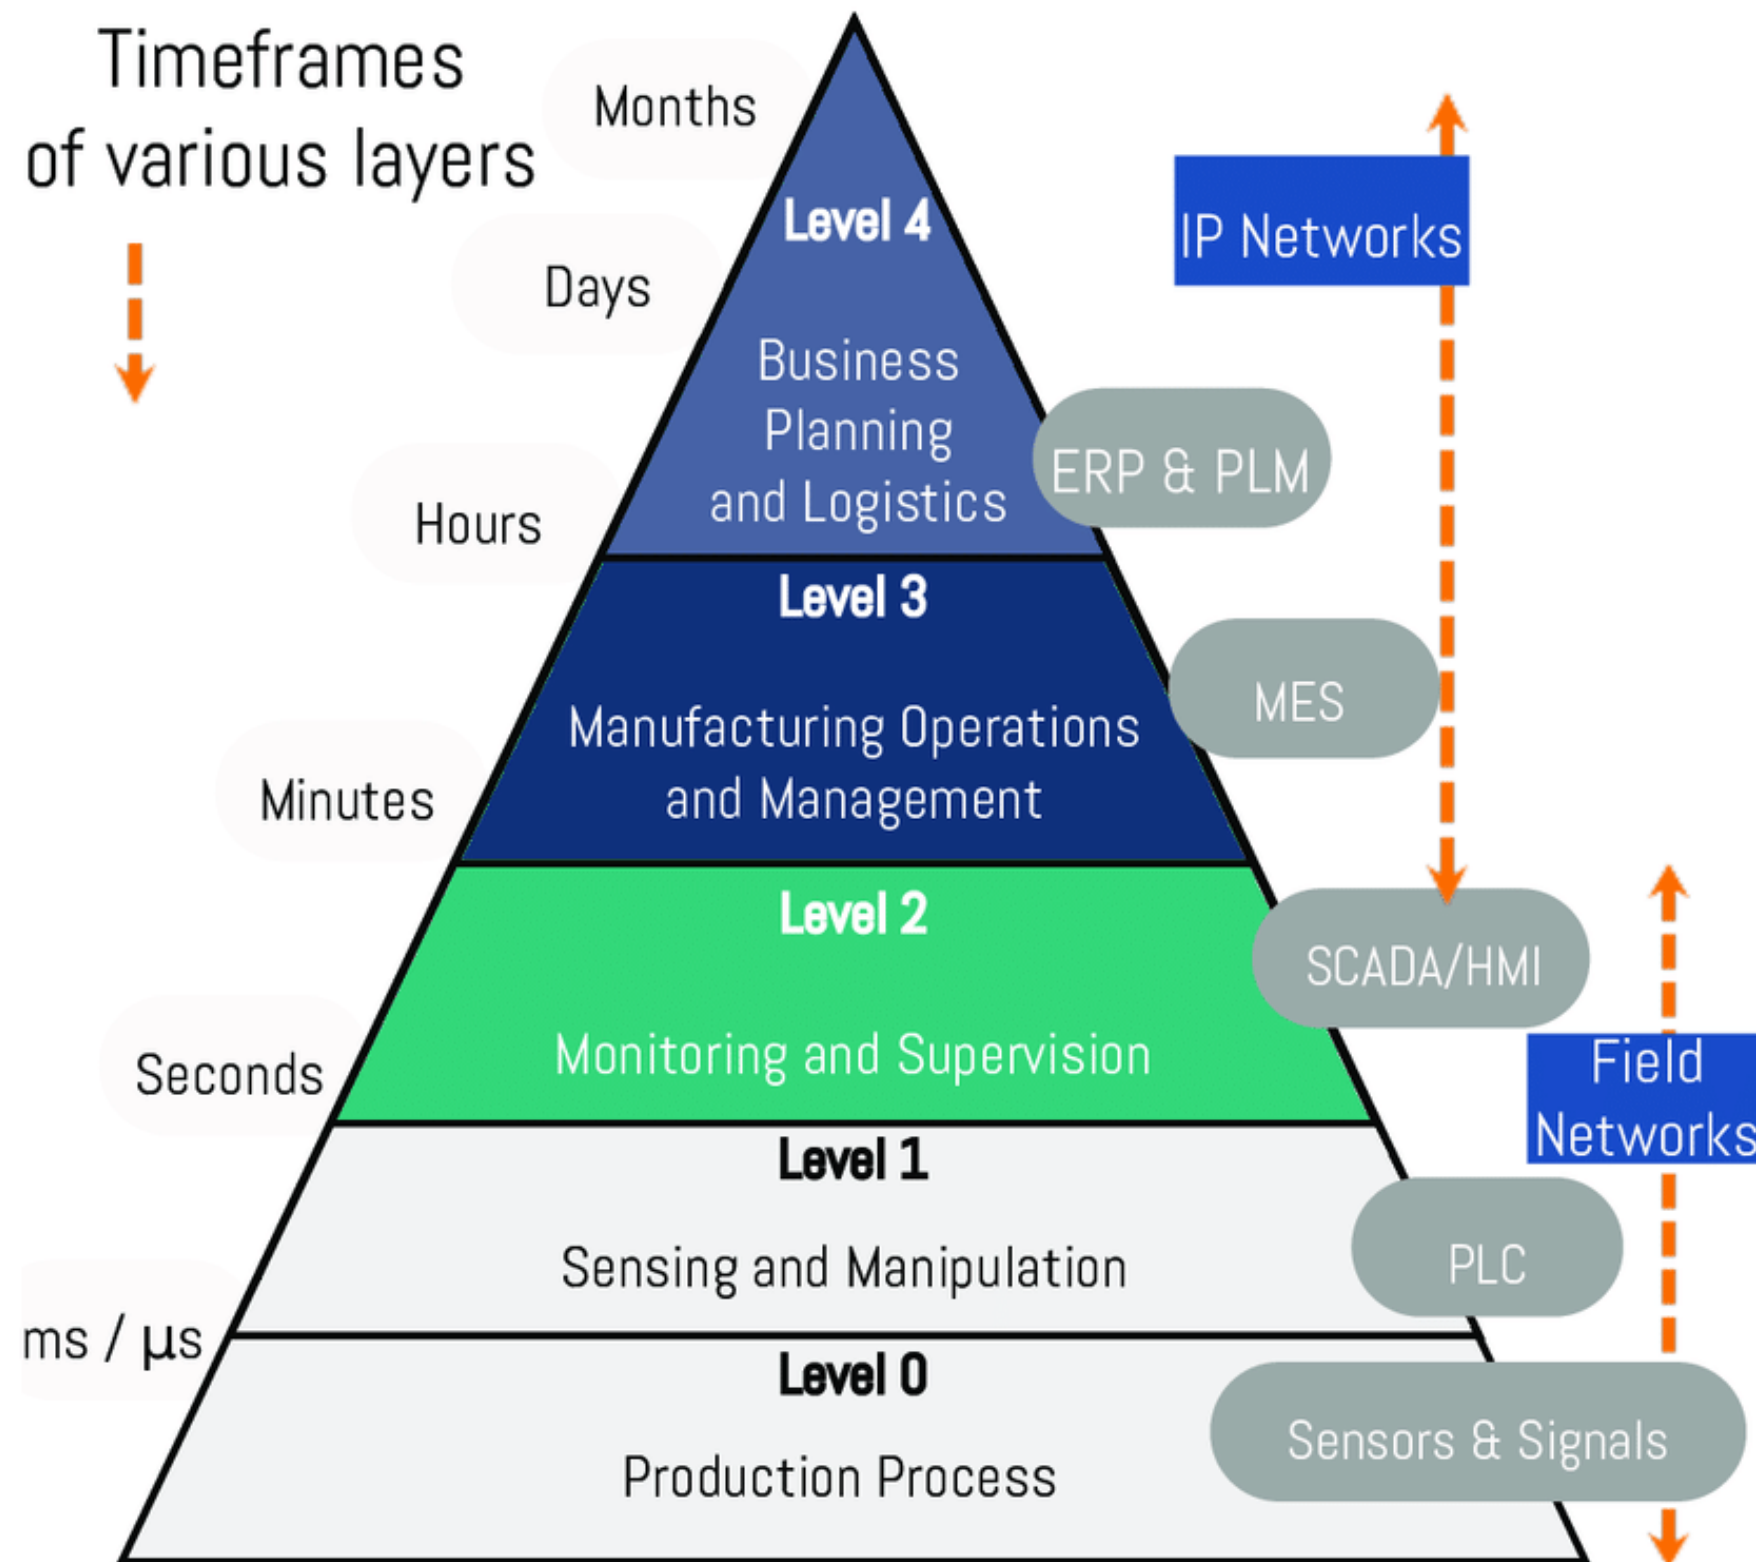 Timeframes
of various layers
Months
Days
Hours
Minutes
Seconds
ms / µs
Level 4
Business
Planning
and Logistics
Level 3
Manufacturing Operations
and Management
Level 2
Monitoring and Supervision
Level 1
Sensing and Manipulation
Level 0
Production Process
IP Networks
ERP & PLM
MES
SCADA/HMI
Field
Networks
PLC
Sensors & Signals